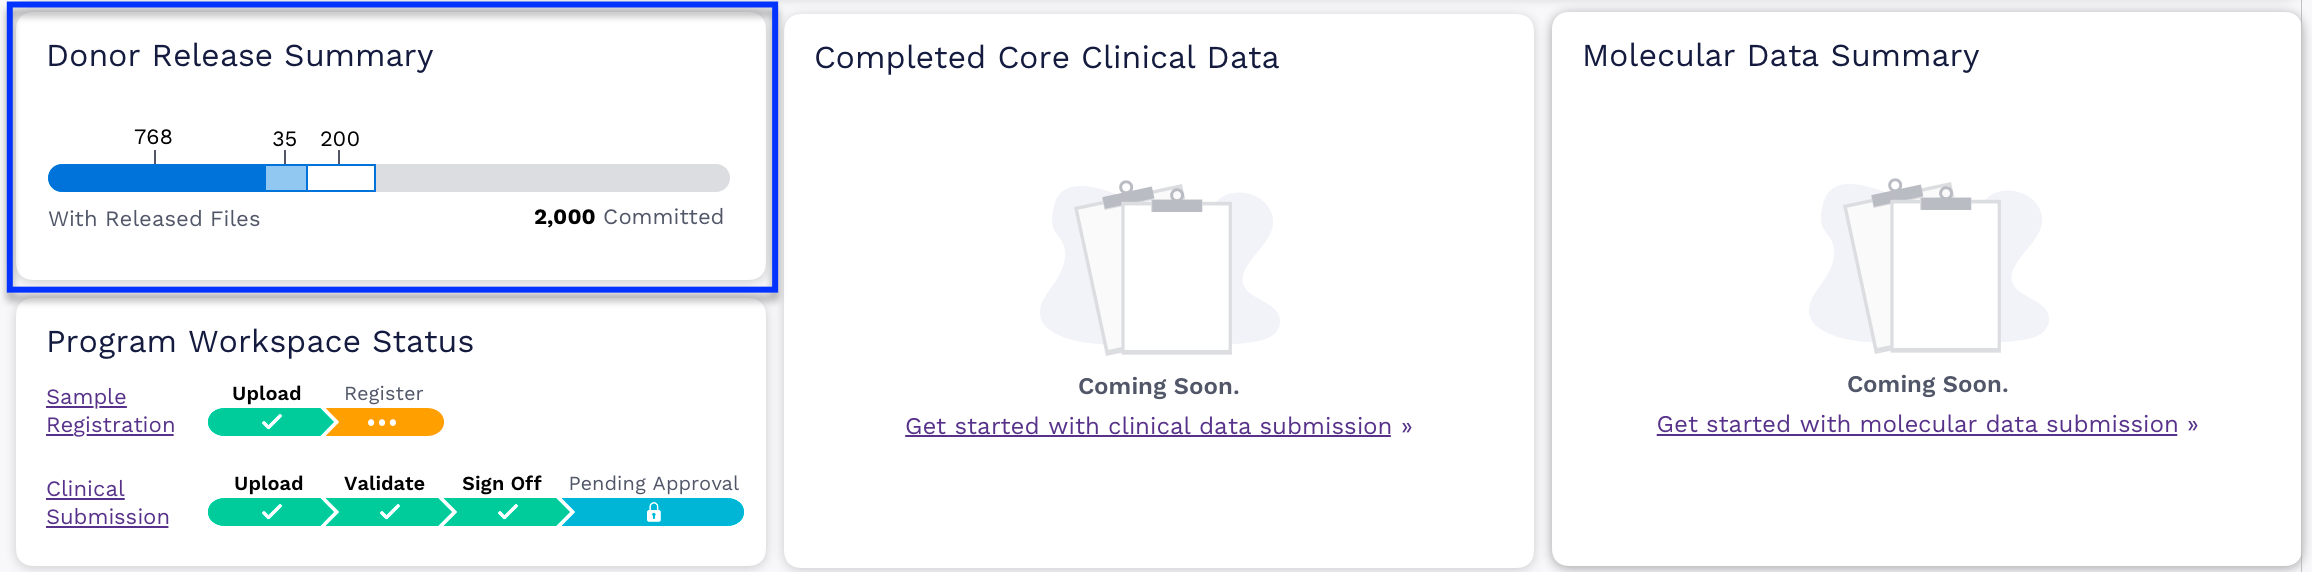 Donor Release Summary
768
35
200
With Released Files
2,000 Committed
Program Workspace Status
Sample
Registration
Upload
Register
Clinical
Submission
Upload
Validate
Sign Off
Pending Approval
Completed Core Clinical Data
Coming Soon.
Get started with clinical data submission »
Molecular Data Summary
Coming Soon.
Get started with molecular data submission »